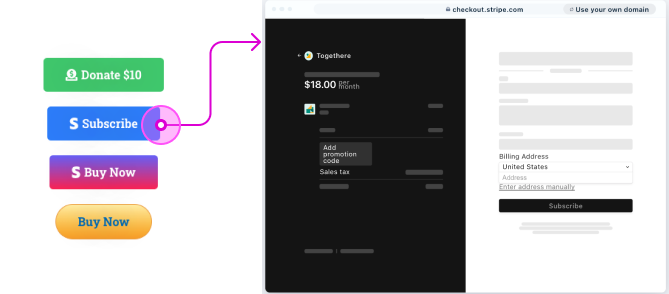 Donate $10
Subscribe
Buy Now
Buy Now
checkout.stripe.com
# Use your own domain
Togethere
$18.00 per month
Add promotion code
Sales tax
Billing Address
United States
Address
Enter address manually
Subscribe